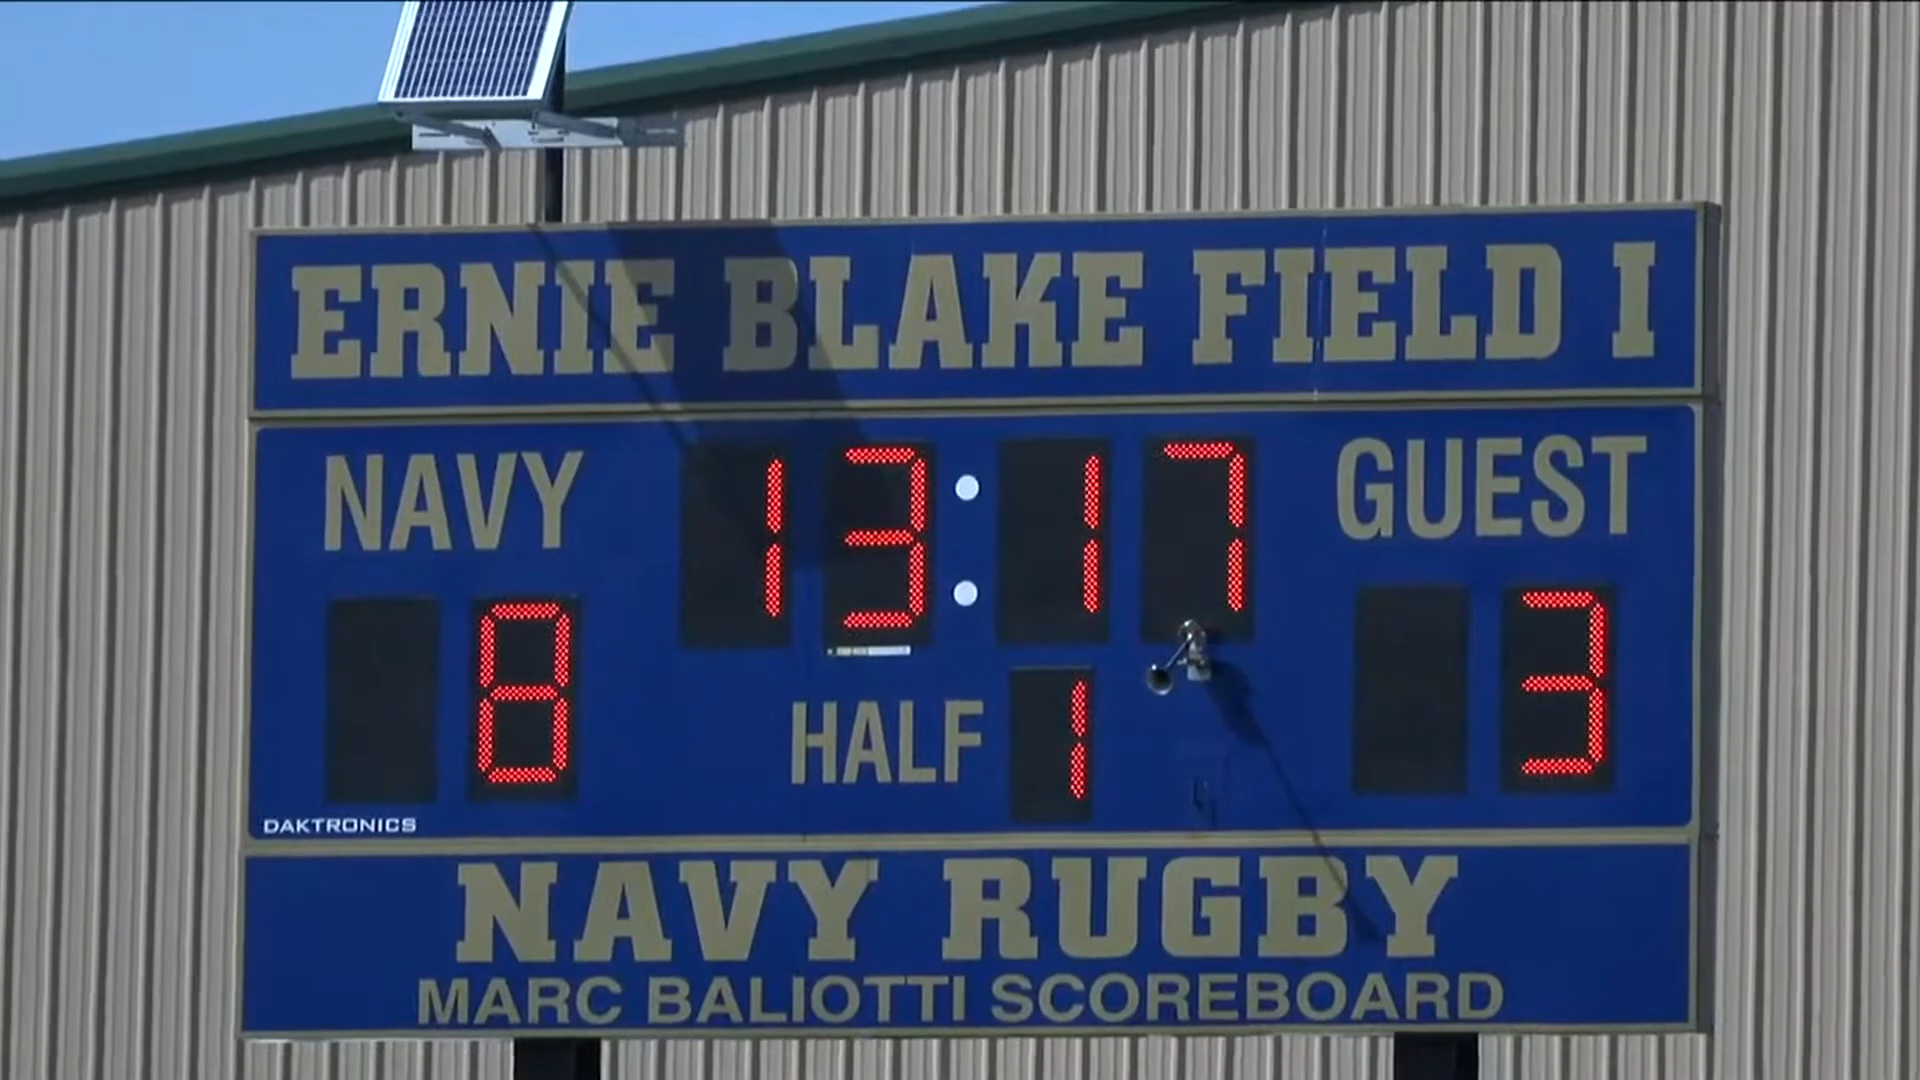 ERNIE BLAKE FIELD I
NAVY 13:17 GUEST
8 HALF 1 3
DAKTRONICS
NAVY RUGBY
MARC BALIOTTI SCOREBOARD